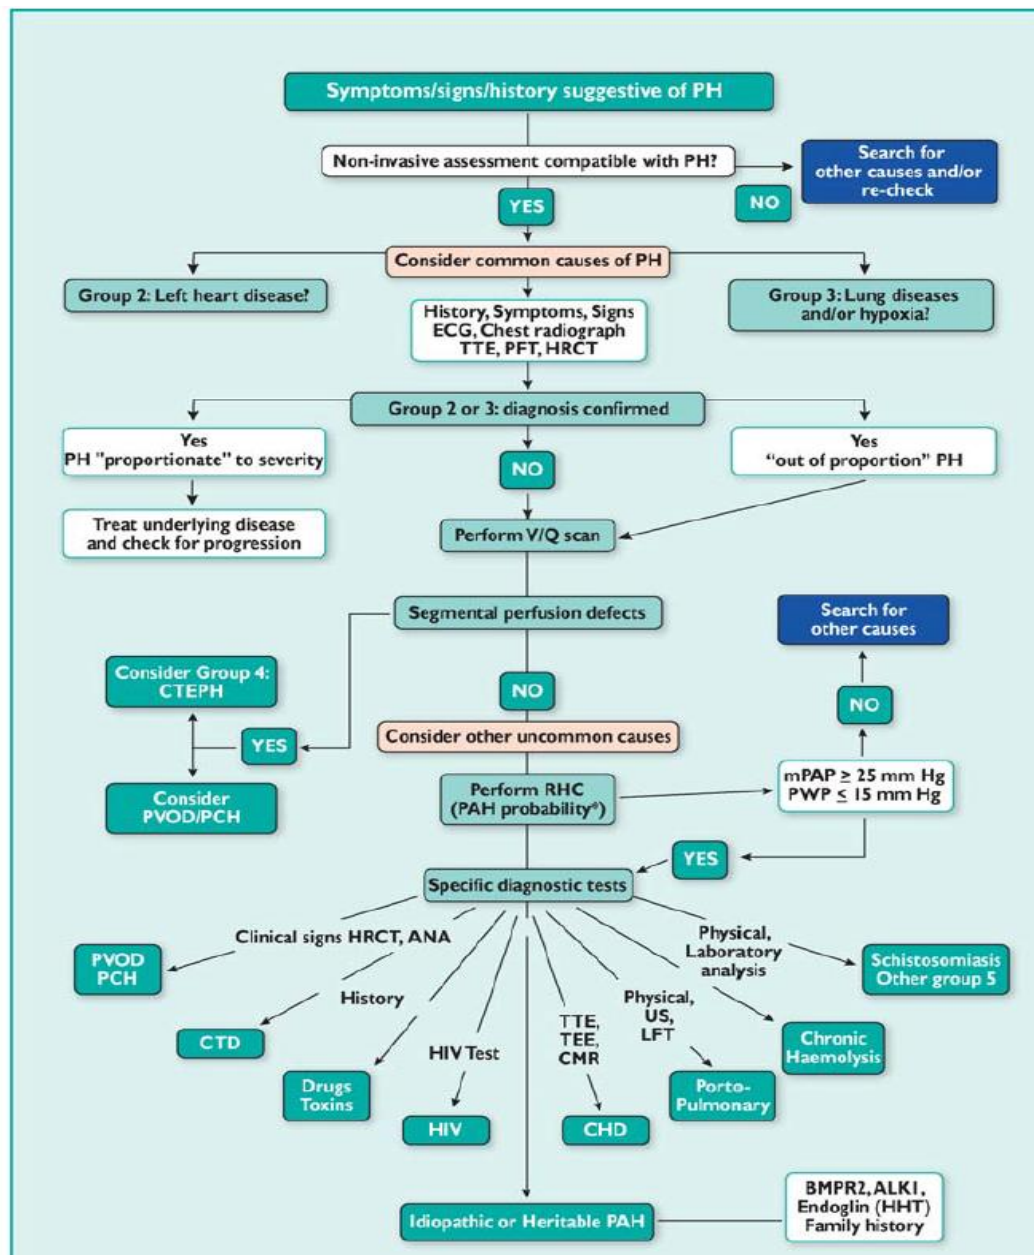 Symptoms/signs/history suggestive of PH
Non-invasive assessment compatible with PH?
Search for
other causes and/or
re-check
YES
NO
Consider common causes of PH
Group 2: Left heart disease?
Group 3: Lung diseases
and/or hypoxia?
History, Symptoms, Signs
ECG, Chest radiograph
TTE, PFT, HRCT
Group 2 or 3: diagnosis confirmed
Yes
PH "proportionate" to severity
NO
Yes
“out of proportion” PH
Treat underlying disease
and check for progression
Perform V/Q scan
Segmental perfusion defects
Search for
other causes
Consider Group 4:
CTEPH
NO
NO
YES
Consider other uncommon causes
Consider
PVOD/PCH
Perform RHC
(PAH probability*)
mPAP ≥ 25 mm Hg
PWP ≤ 15 mm Hg
YES
Specific diagnostic tests
Clinical signs HRCT, ANA
Physical,
Laboratory
analysis
PVOD
PCH
Schistosomiasis
Other group 5
History
Physical,
US,
LFT
TTE,
TEE,
CMR
CTD
HIV Test
Chronic
Haemolysis
Drugs
Toxins
Porto-
Pulmonary
HIV
CHD
Idiopathic or Heritable PAH
BMPR2, ALK1,
Endoglin (HHT)
Family history